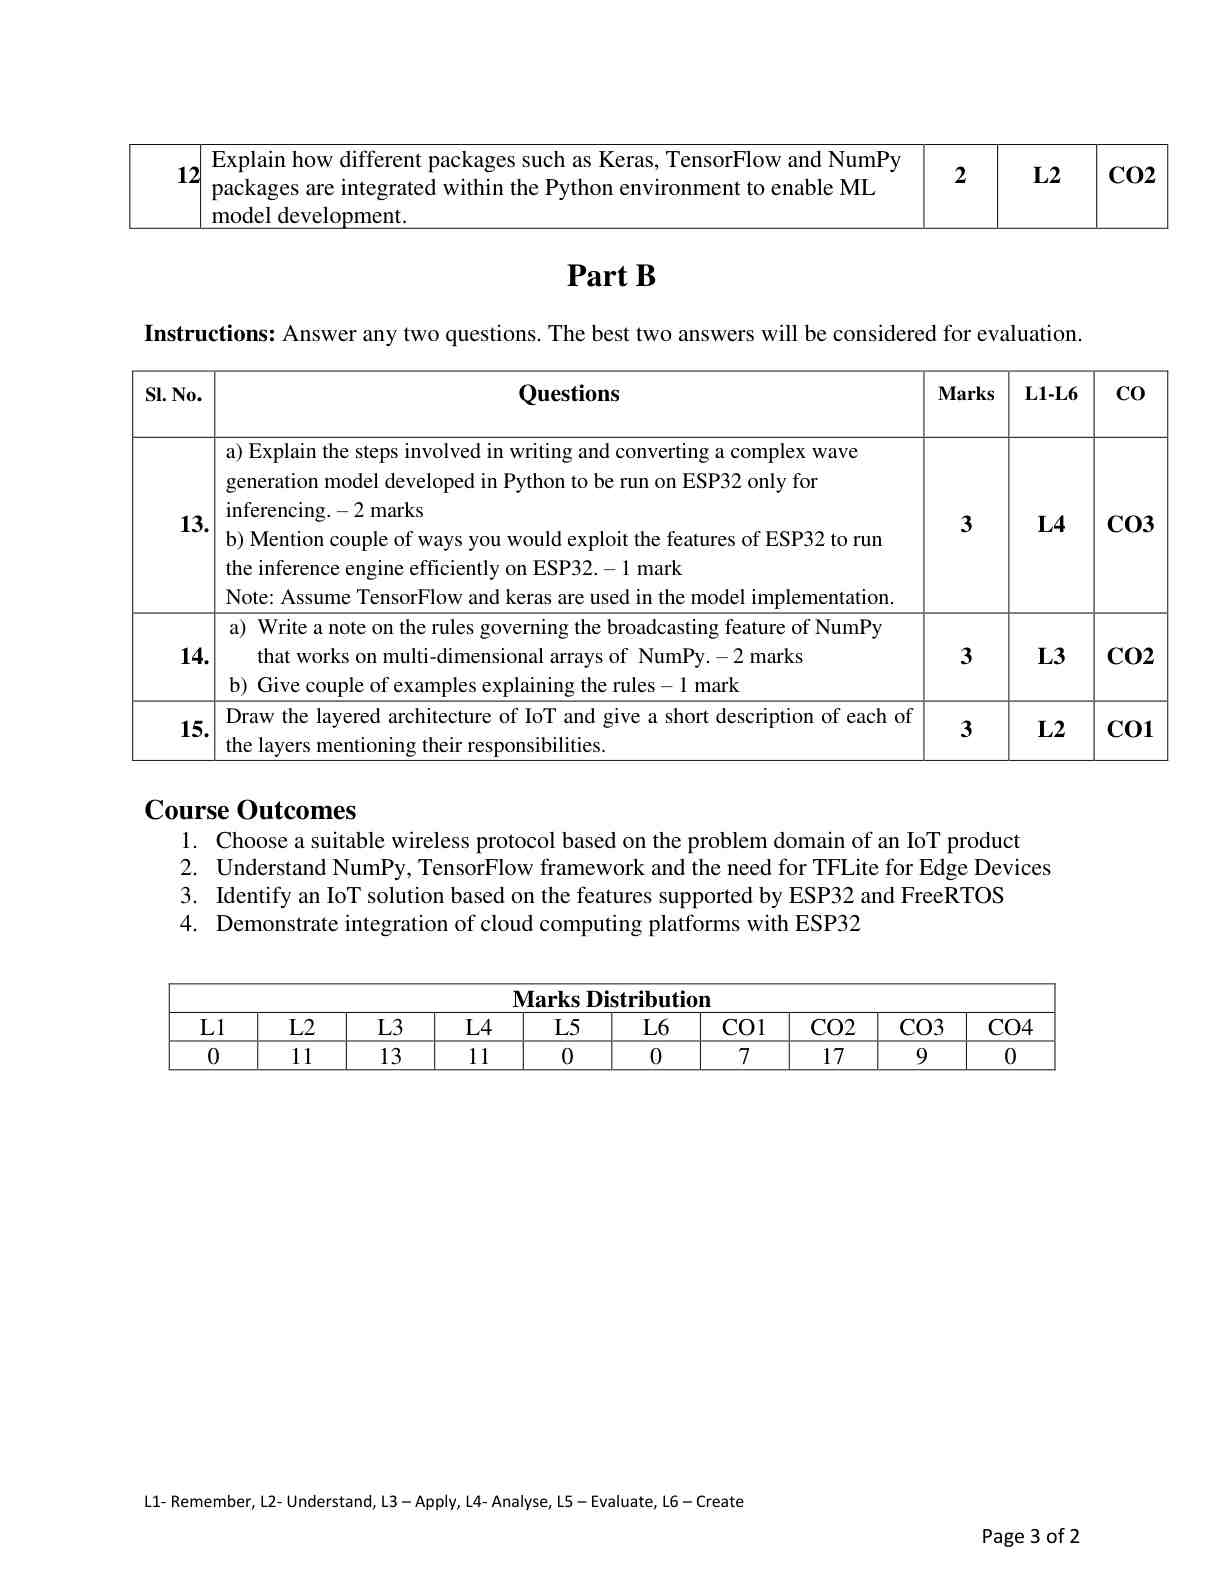 12 Explain how different packages such as Keras, TensorFlow and NumPy 2 L2 CO2
packages are integrated within the Python environment to enable ML
model development.
Part B
Instructions: Answer any two questions. The best two answers will be considered for evaluation.
Sl. No. Questions Marks L1-L6 CO
13. a) Explain the steps involved in writing and converting a complex wave 3 L4 CO3
generation model developed in Python to be run on ESP32 only for
inferencing. – 2 marks
b) Mention couple of ways you would exploit the features of ESP32 to run
the inference engine efficiently on ESP32. – 1 mark
Note: Assume TensorFlow and keras are used in the model implementation.
14. a) Write a note on the rules governing the broadcasting feature of NumPy 3 L3 CO2
that works on multi-dimensional arrays of NumPy. – 2 marks
b) Give couple of examples explaining the rules – 1 mark
15. Draw the layered architecture of IoT and give a short description of each of 3 L2 CO1
the layers mentioning their responsibilities.
Course Outcomes
1. Choose a suitable wireless protocol based on the problem domain of an IoT product
2. Understand NumPy, TensorFlow framework and the need for TFLite for Edge Devices
3. Identify an IoT solution based on the features supported by ESP32 and FreeRTOS
4. Demonstrate integration of cloud computing platforms with ESP32
Marks Distribution
L1 L2 L3 L4 L5 L6 CO1 CO2 CO3 CO4
0 11 13 11 0 0 7 17 9 0
L1- Remember, L2- Understand, L3 – Apply, L4- Analyse, L5 – Evaluate, L6 – Create
Page 3 of 2